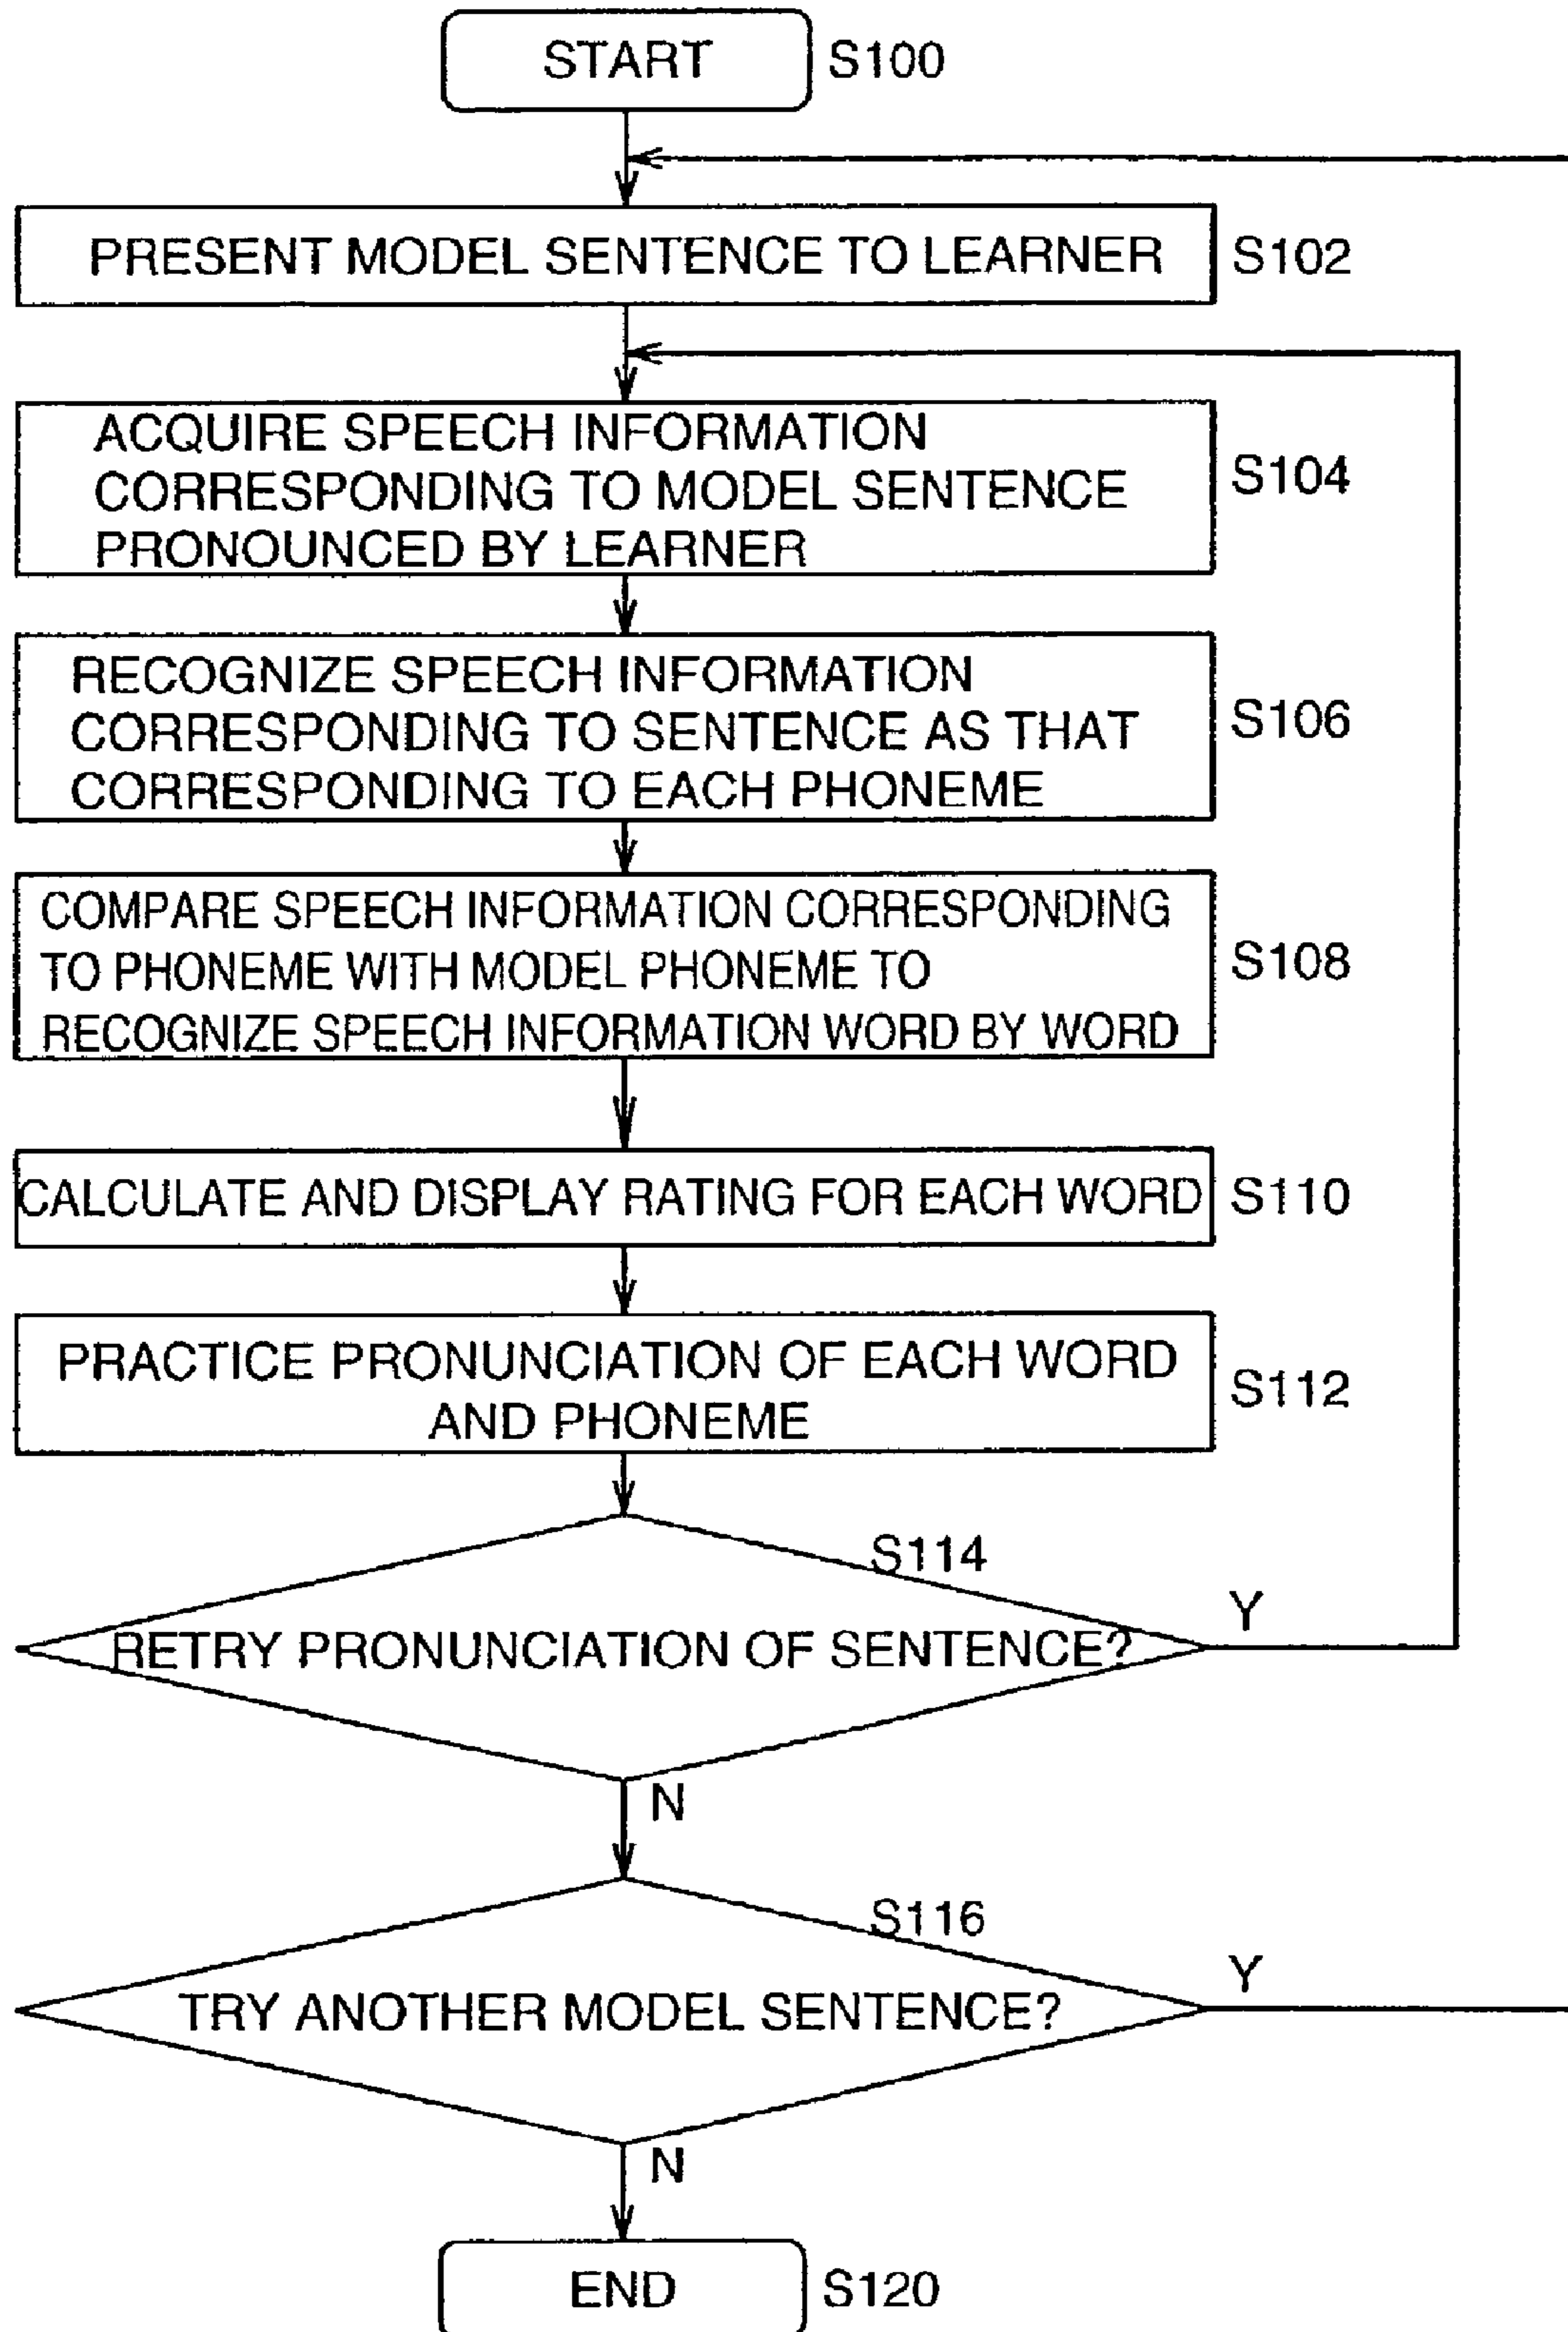 START S100
PRESENT MODEL SENTENCE TO LEARNER S102
ACQUIRE SPEECH INFORMATION
CORRESPONDING TO MODEL SENTENCE S104
PRONOUNCED BY LEARNER
RECOGNIZE SPEECH INFORMATION
CORRESPONDING TO SENTENCE AS THAT S106
CORRESPONDING TO EACH PHONEME
COMPARE SPEECH INFORMATION CORRESPONDING
TO PHONEME WITH MODEL PHONEME TO S108
RECOGNIZE SPEECH INFORMATION WORD BY WORD
CALCULATE AND DISPLAY RATING FOR EACH WORD S110
PRACTICE PRONUNCIATION OF EACH WORD
AND PHONEME S112
S114
RETRY PRONUNCIATION OF SENTENCE? Y
N
S116
TRY ANOTHER MODEL SENTENCE? Y
N
END S120